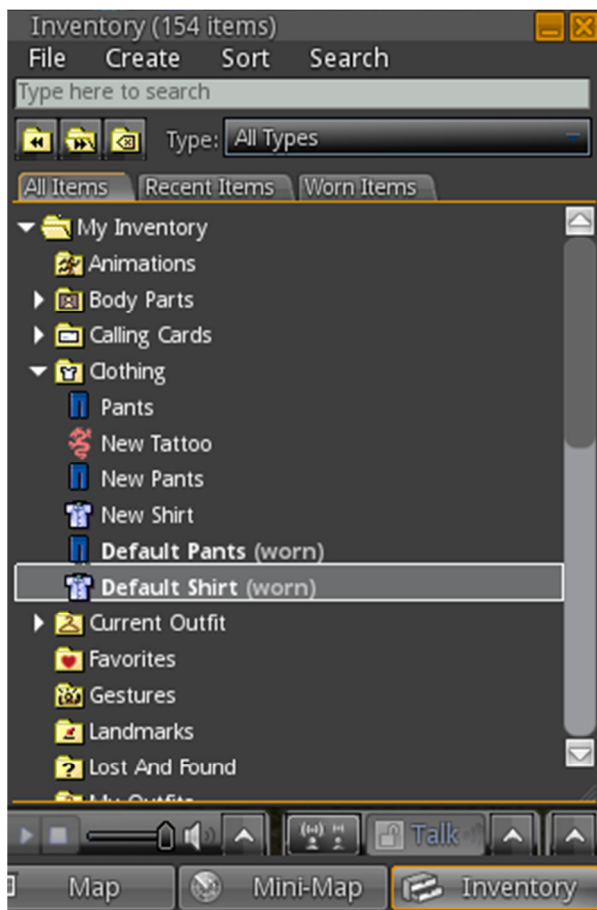 Inventory (154 items)
File Create Sort Search
Type here to search
Type: All Types
All Items Recent Items Worn Items
My Inventory
Animations
Body Parts
Calling Cards
Clothing
Pants
New Tattoo
New Pants
New Shirt
Default Pants (worn)
Default Shirt (worn)
Current Outfit
Favorites
Gestures
Landmarks
Lost And Found
My Outfits
Talk
Map Mini-Map Inventory